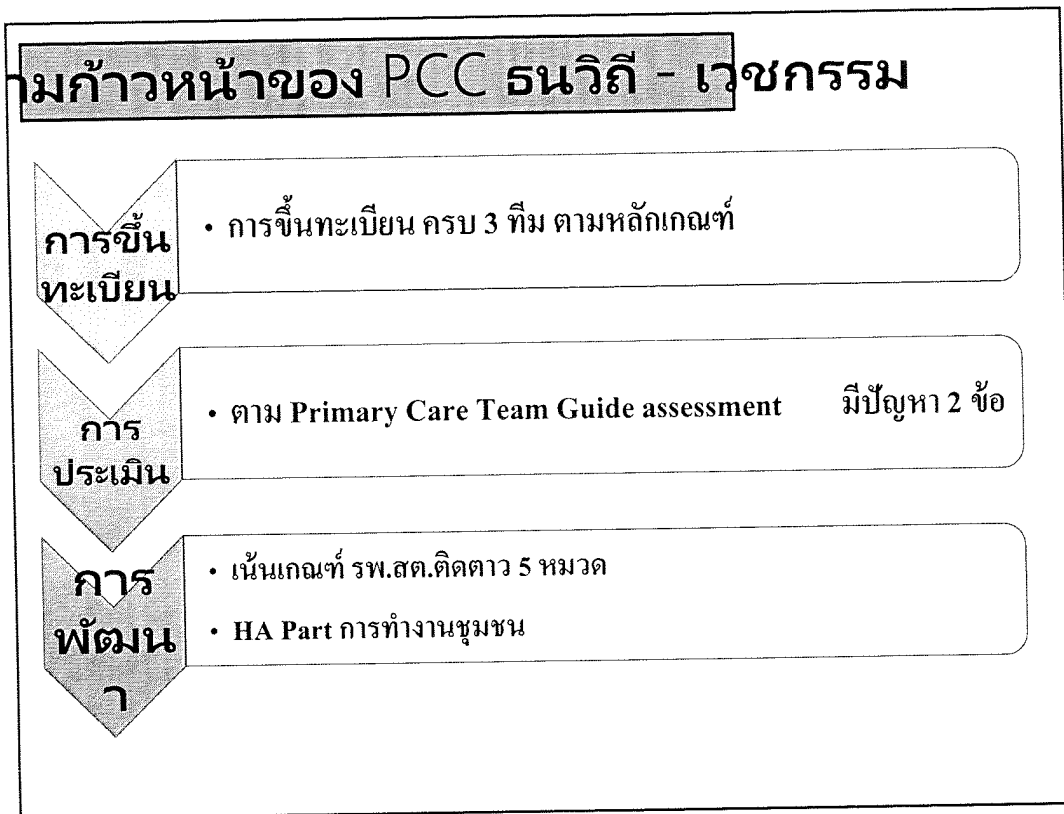 ามก้าวหน้าของ PCC ธนวิถี - เวชกรรม
การขึ้น
ทะเบียน
• การขึ้นทะเบียน ครบ 3 ทีม ตามหลักเกณฑ์
การ
ประเมิน
• ตาม Primary Care Team Guide assessment มีปัญหา 2 ข้อ
การ
พัฒน
า
• เน้นเกณฑ์ รพ.สต.ติดดาว 5 หมวด
• HA Part การทำงานชุมชน